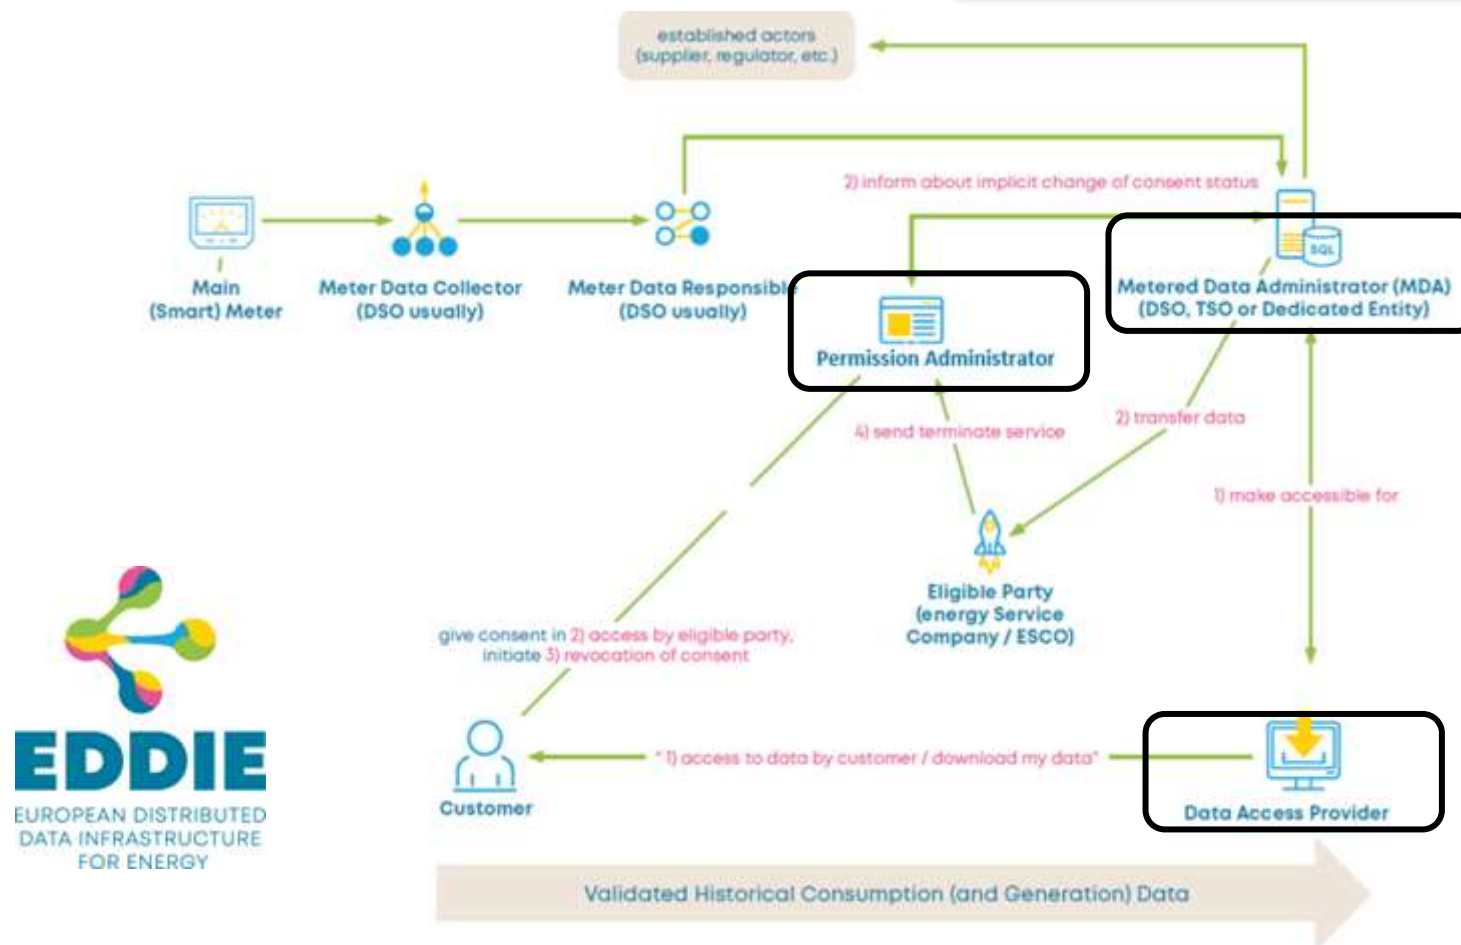 established actors
(supplier, regulator, etc.)
2) inform about implicit change of consent status
SQL
Main
(Smart) Meter
Meter Data Collector
(DSO usually)
Meter Data Responsible
(DSO usually)
Metered Data Administrator (MDA)
(DSO, TSO or Dedicated Entity)
Permission Administrator
4) send terminate service
2) transfer data
1) make accessible for
Eligible Party
(energy Service
Company / ESCO)
give consent in 2) access by eligible party,
initiate 3) revocation of consent
" 1) access to data by customer / download my data"
Customer
Data Access Provider
EDDIE
EUROPEAN DISTRIBUTED
DATA INFRASTRUCTURE
FOR ENERGY
Validated Historical Consumption (and Generation) Data